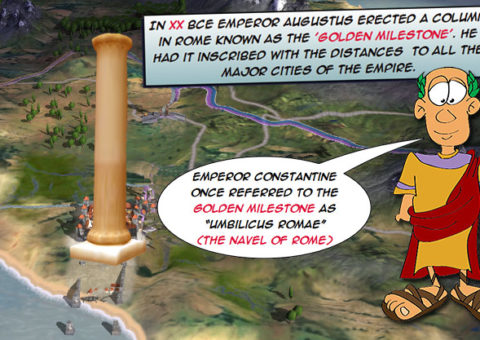 IN XX BCE EMPEROR AUGUSTUS ERECTED A COLUMN
IN ROME KNOWN AS THE 'GOLDEN MILESTONE'. HE
HAD IT INSCRIBED WITH THE DISTANCES TO ALL THE
MAJOR CITIES OF THE EMPIRE.
EMPEROR CONSTANTINE
ONCE REFERRED TO THE
GOLDEN MILESTONE AS
"UMBILICUS ROMAE"
(THE NAVEL OF ROME)